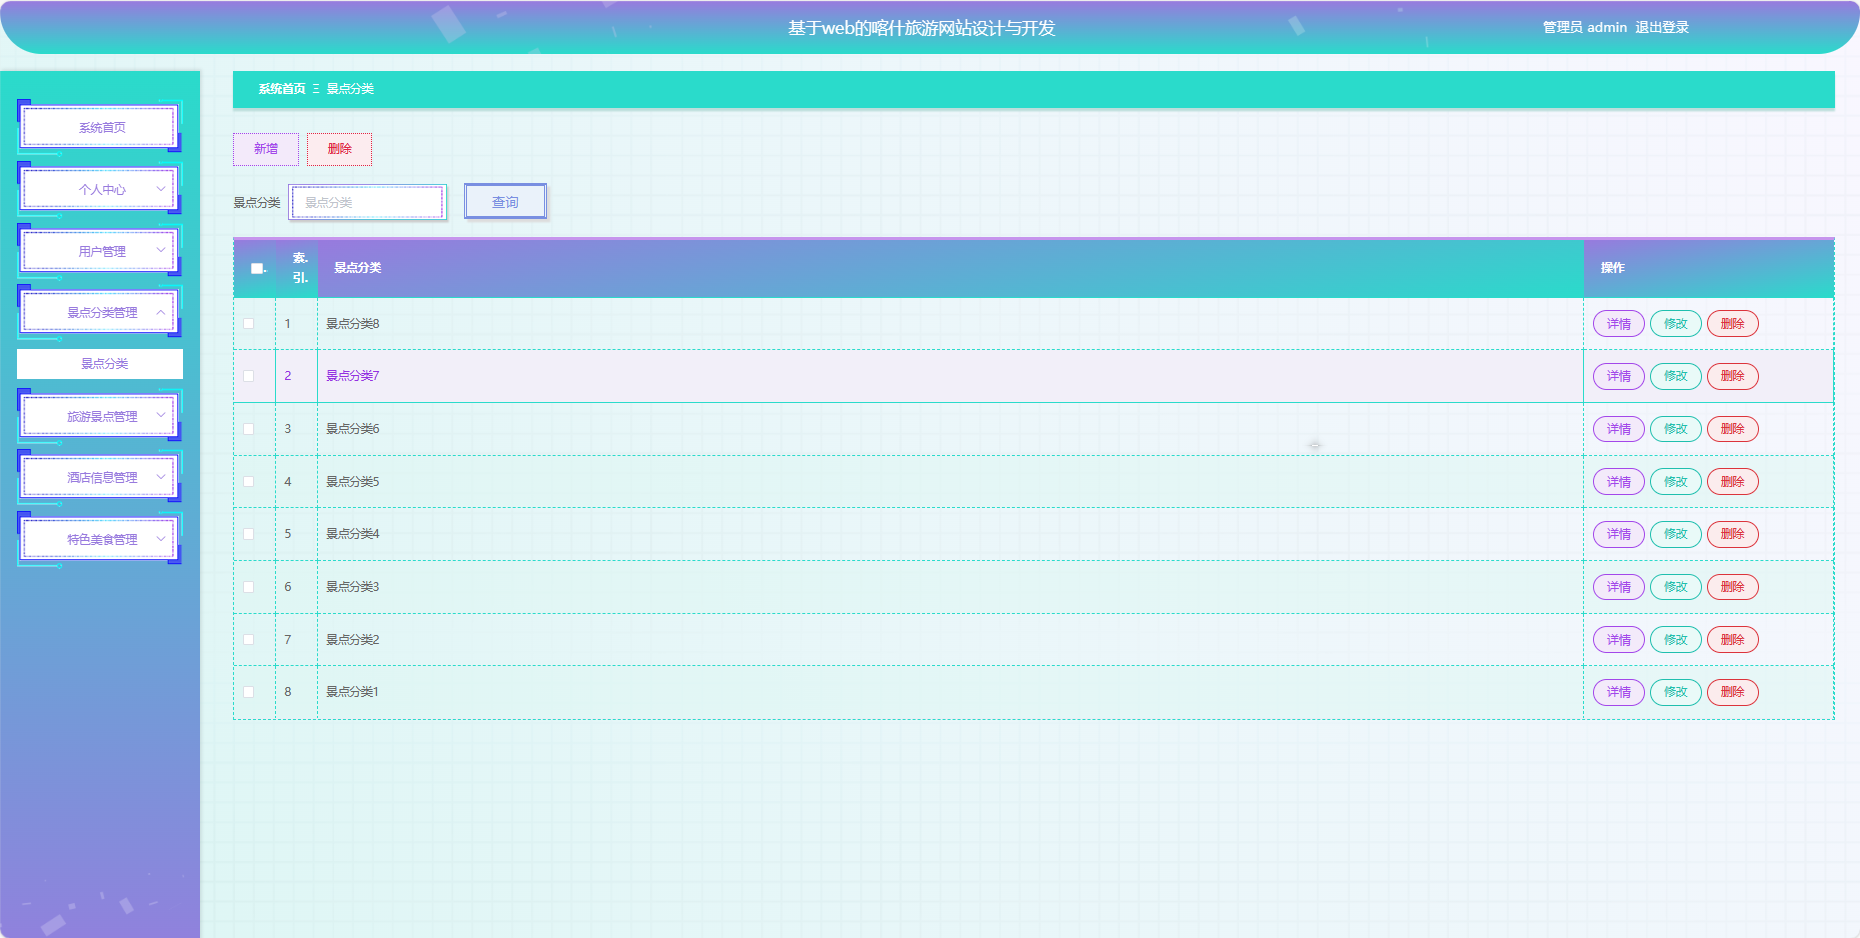 基于web的喀什旅游网站设计与开发
管理员 admin 退出登录
系统首页
个人中心
用户管理
景点分类管理
景点分类
旅游景点管理
酒店信息管理
特色美食管理
系统首页 Ξ 景点分类
新增 删除
景点分类 景点分类 查询
索. 引. 景点分类 操作
1 景点分类8 详情 修改 删除
2 景点分类7 详情 修改 删除
3 景点分类6 详情 修改 删除
4 景点分类5 详情 修改 删除
5 景点分类4 详情 修改 删除
6 景点分类3 详情 修改 删除
7 景点分类2 详情 修改 删除
8 景点分类1 详情 修改 删除